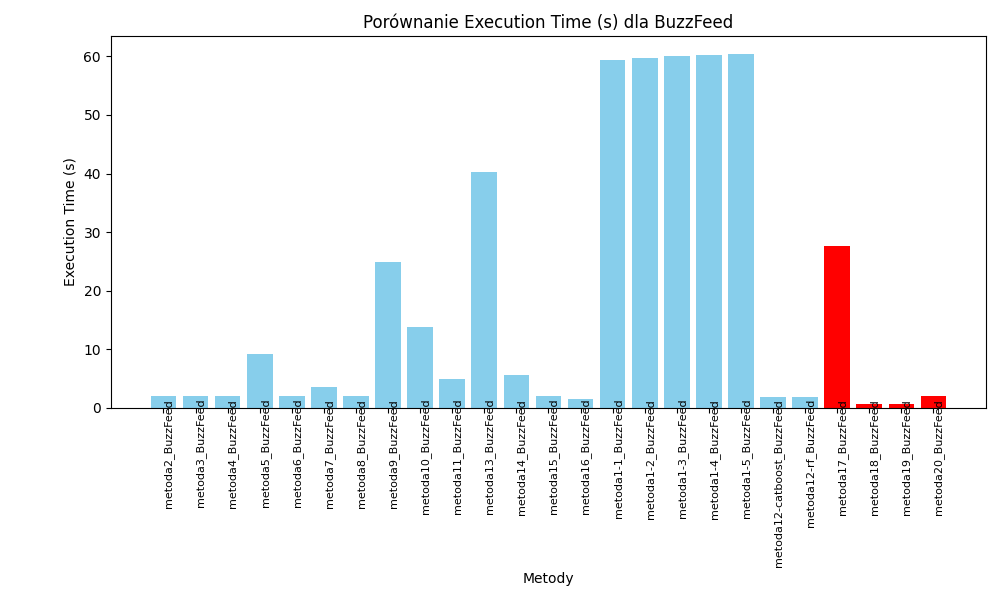 Porównanie Execution Time (s) dla BuzzFeed
Execution Time (s)
60
50
40
30
20
10
0
metoda2_BuzzFeed
metoda3_BuzzFeed
metoda4_BuzzFeed
metoda5_BuzzFeed
metoda6_BuzzFeed
metoda7_BuzzFeed
metoda8_BuzzFeed
metoda9_BuzzFeed
metoda10_BuzzFeed
metoda11_BuzzFeed
metoda13_BuzzFeed
metoda14_BuzzFeed
metoda15_BuzzFeed
metoda16_BuzzFeed
metoda1-1_BuzzFeed
metoda1-2_BuzzFeed
metoda1-3_BuzzFeed
metoda1-4_BuzzFeed
metoda1-5_BuzzFeed
metoda12-catboost_BuzzFeed
metoda12-rf_BuzzFeed
metoda17_BuzzFeed
metoda18_BuzzFeed
metoda19_BuzzFeed
metoda20_BuzzFeed
Metody